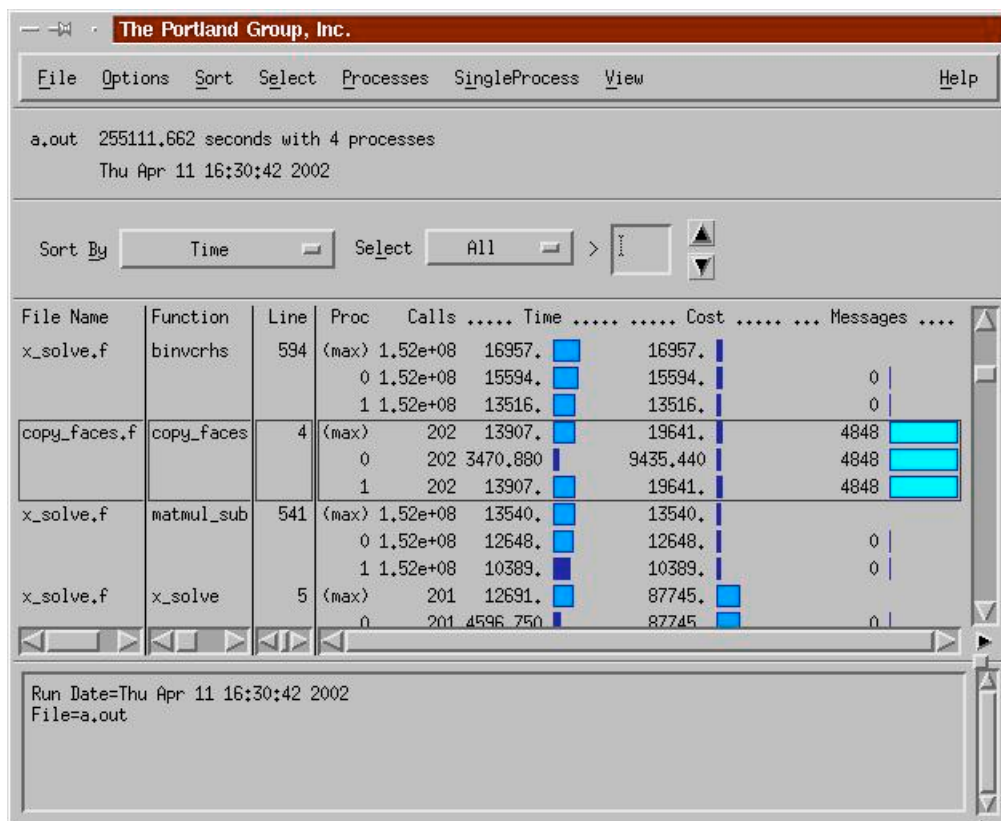 The Portland Group, Inc.
File Options Sort Select Processes SingleProcess View Help
a.out 255111.662 seconds with 4 processes
Thu Apr 11 16:30:42 2002
Sort By Time Select All >
File Name Function Line Proc Calls ..... Time ..... ..... Cost ..... ... Messages ....
x_solve.f binvcrhs 594 (max) 1.52e+08 16957. 16957.
0 1.52e+08 15594. 15594. 0
1 1.52e+08 13516. 13516. 0
copy_faces.f copy_faces 4 (max) 202 13907. 19641. 4848
0 202 3470.880 9435.440 4848
1 202 13907. 19641. 4848
x_solve.f matmul_sub 541 (max) 1.52e+08 13540. 13540.
0 1.52e+08 12648. 12648. 0
1 1.52e+08 10389. 10389. 0
x_solve.f x_solve 5 (max) 201 12691. 87745.
0 201 4596.750 87745. 0
Run Date=Thu Apr 11 16:30:42 2002
File=a.out